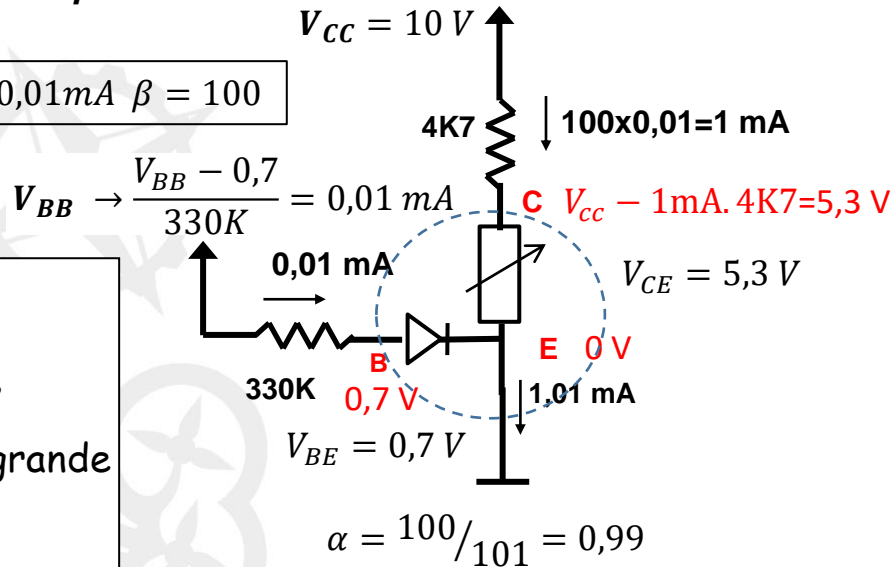 V_CC = 10 V
0,01mA β = 100
4K7
100x0,01=1 mA
V_BB → (V_BB − 0,7)/330K = 0,01 mA
C V_cc − 1mA. 4K7=5,3 V
0,01 mA
V_CE = 5,3 V
B
E 0 V
330K
0,7 V
1.01 mA
grande
V_BE = 0,7 V
α = 100/101 = 0,99